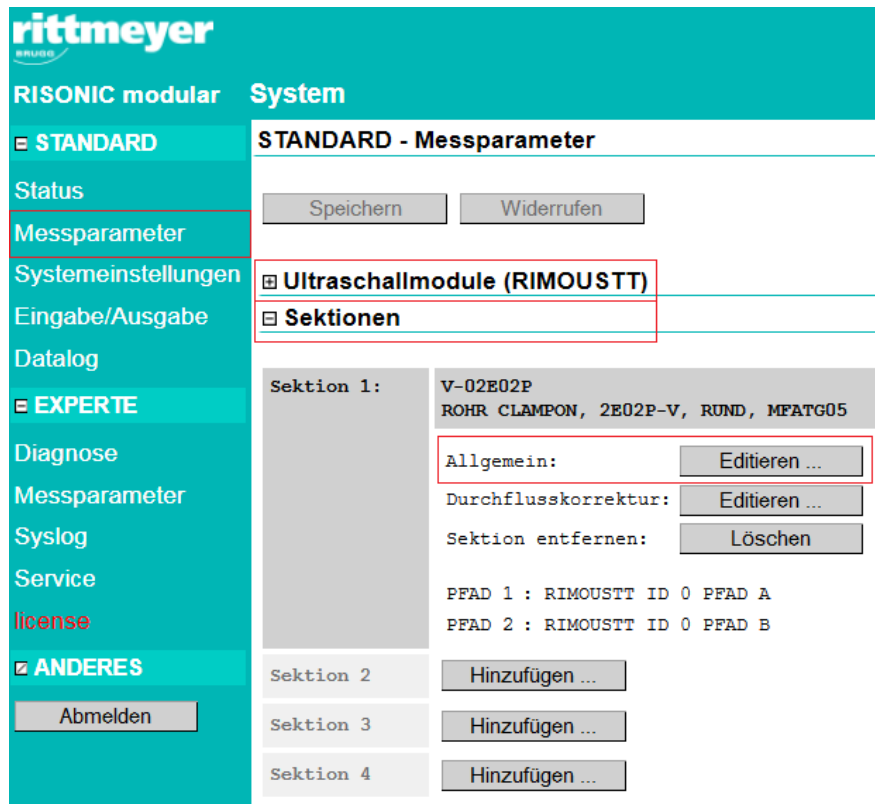 rittmeyer
BRUGG
RISONIC modular
System
STANDARD
Status
Messparameter
Systemeinstellungen
Eingabe/Ausgabe
Datalog
EXPERTE
Diagnose
Messparameter
Syslog
Service
license
ANDERES
Abmelden
STANDARD - Messparameter
Speichern Widerrufen
Ultraschallmodule (RIMOUSTT)
Sektionen
Sektion 1: V-02E02P
ROHR CLAMPON, 2E02P-V, RUND, MFATG05
Allgemein: Editieren ...
Durchflusskorrektur: Editieren ...
Sektion entfernen: Löschen
PFAD 1 : RIMOUSTT ID 0 PFAD A
PFAD 2 : RIMOUSTT ID 0 PFAD B
Sektion 2 Hinzufügen ...
Sektion 3 Hinzufügen ...
Sektion 4 Hinzufügen ...